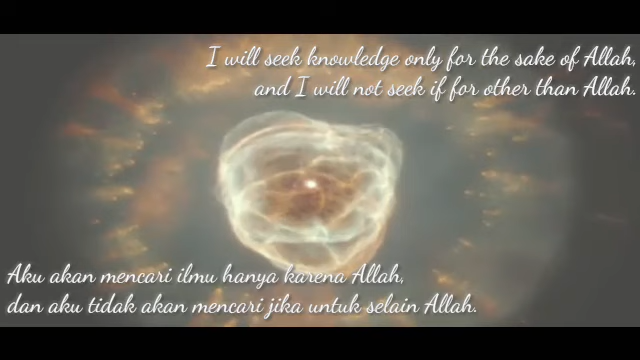 I will seek knowledge only for the sake of Allah,
and I will not seek if for other than Allah.
Aku akan mencari ilmu hanya karena Allah,
dan aku tidak akan mencari jika untuk selain Allah.